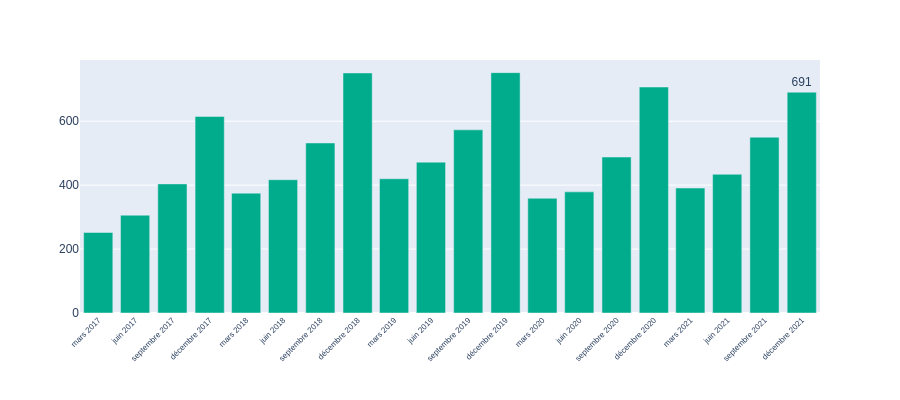 691
600
400
200
0
mars 2017
juin 2017
septembre 2017
décembre 2017
mars 2018
juin 2018
septembre 2018
décembre 2018
mars 2019
juin 2019
septembre 2019
décembre 2019
mars 2020
juin 2020
septembre 2020
décembre 2020
mars 2021
juin 2021
septembre 2021
décembre 2021